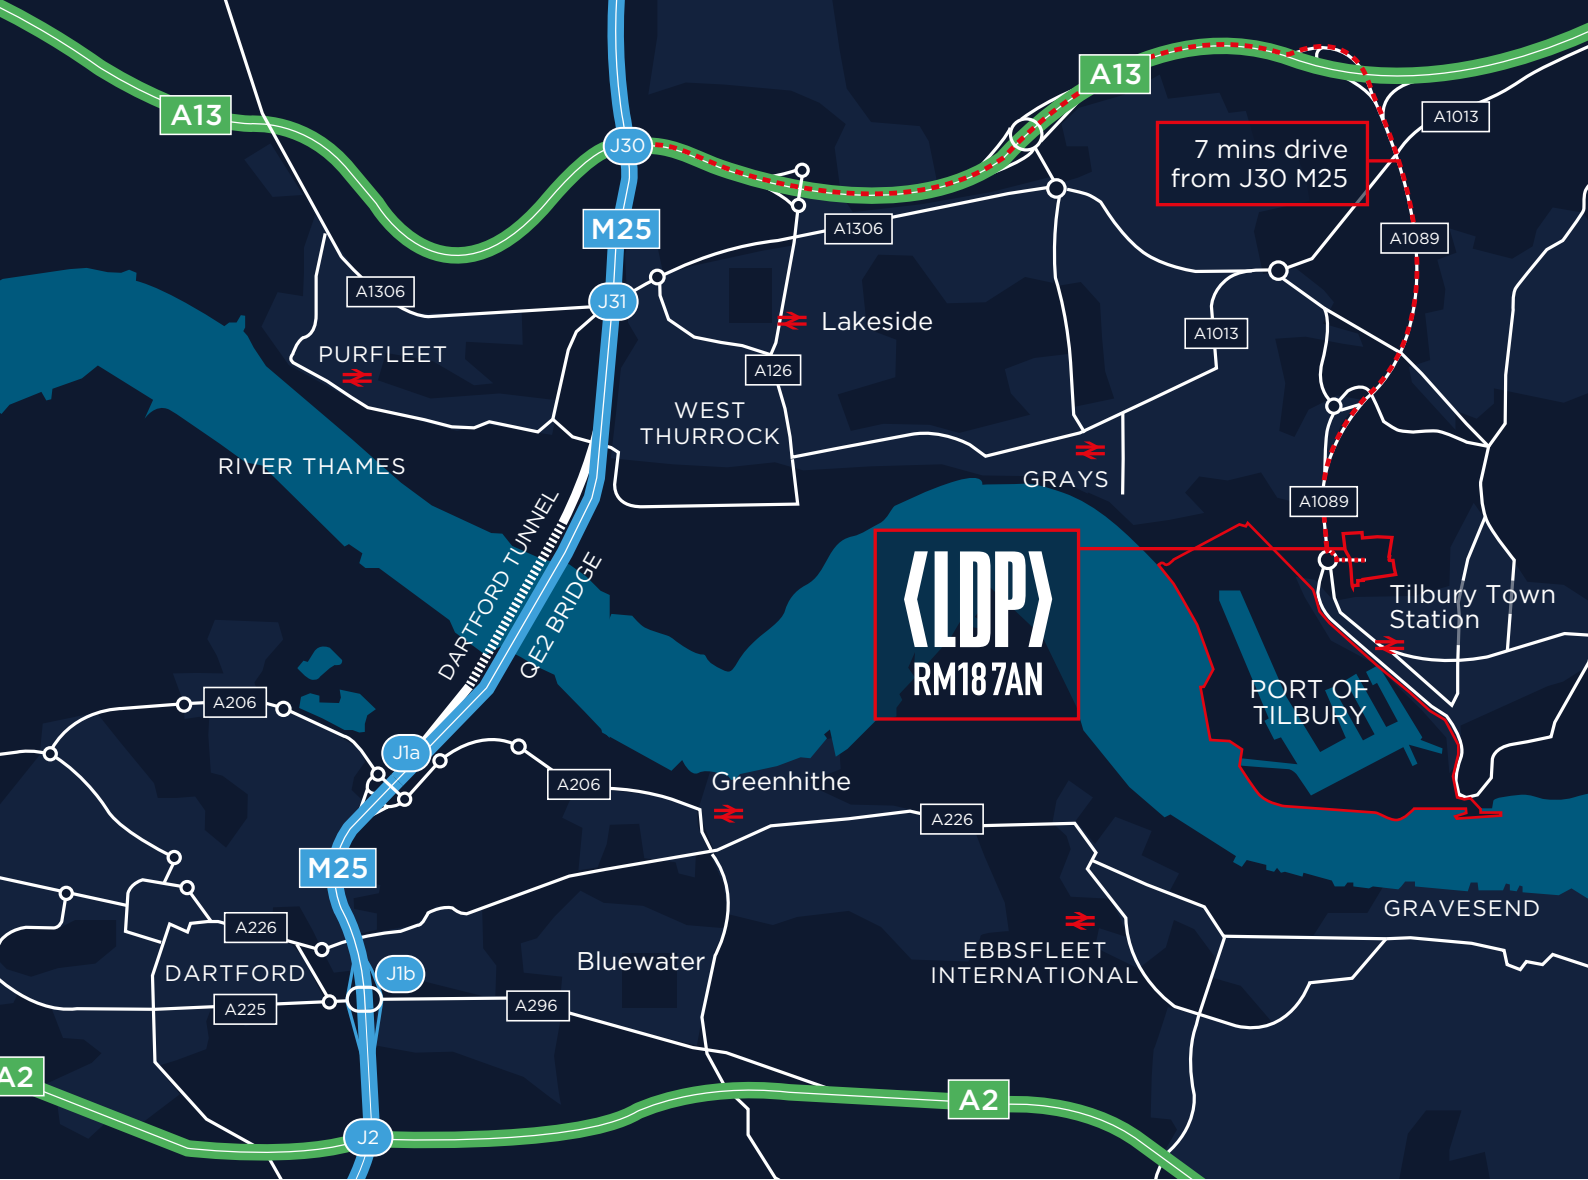 A13
A13
A1013
J30
7 mins drive
from J30 M25
M25
A1306
A1089
A1306
J31
Lakeside
A1013
PURFLEET
A126
WEST
THURROCK
RIVER THAMES
GRAYS
A1089
DARTFORD TUNNEL
QE2 BRIDGE
LDP
RM18 7AN
Tilbury Town
Station
PORT OF
TILBURY
A206
J1a
A206
Greenhithe
A226
M25
GRAVESEND
A226
EBBSFLEET
INTERNATIONAL
Bluewater
DARTFORD
J1b
A225
A296
A2
A2
J2